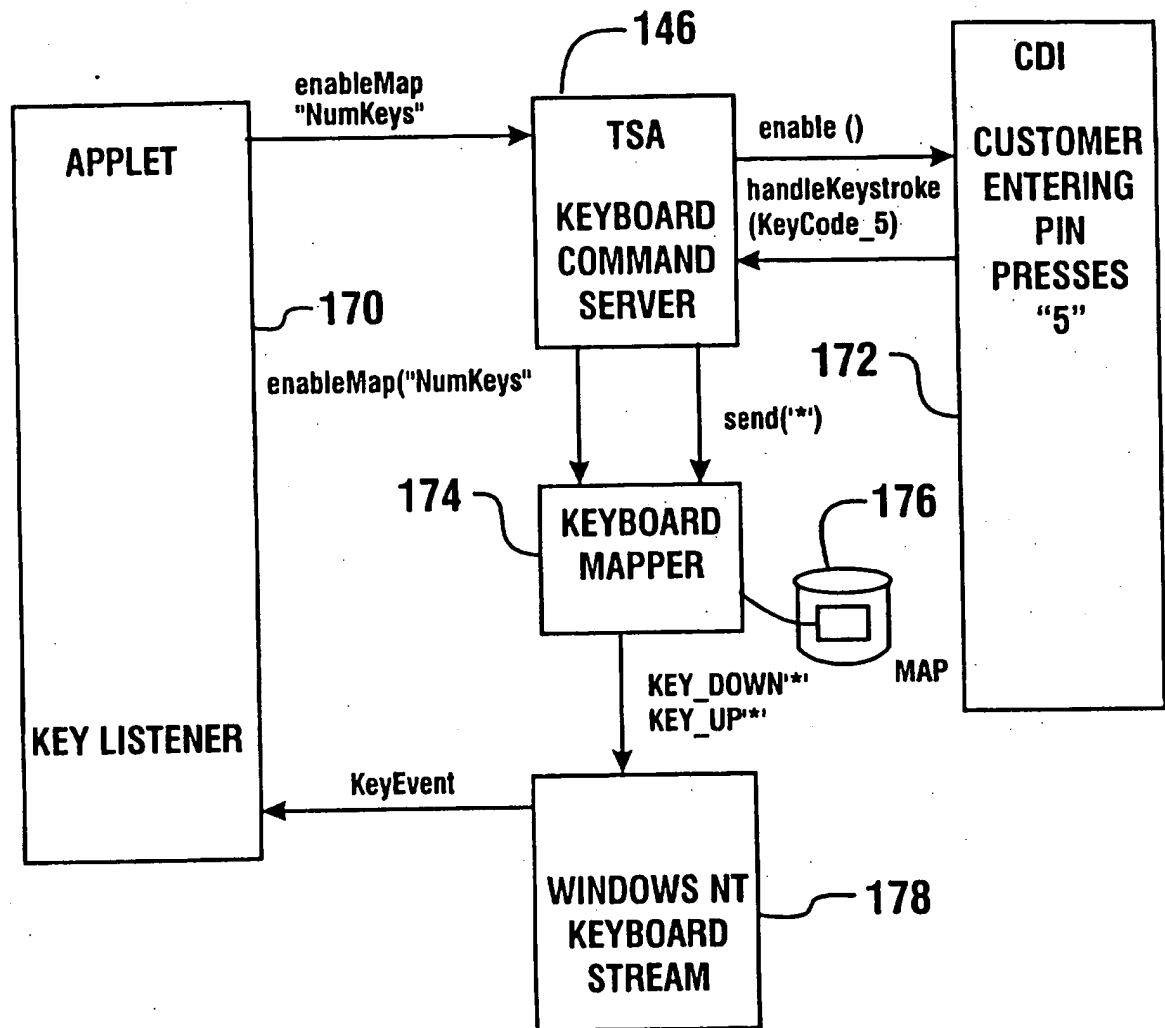 146
enableMap
"NumKeys"
APPLET
170
KEY LISTENER
TSA
KEYBOARD
COMMAND
SERVER
enable ()
handleKeystroke
(KeyCode_5)
CDI
CUSTOMER
ENTERING
PIN
PRESSES
“5”
172
enableMap("NumKeys"
send('*')
174
KEYBOARD
MAPPER
176
MAP
KEY_DOWN'*'
KEY_UP'*'
KeyEvent
WINDOWS NT
KEYBOARD
STREAM
178